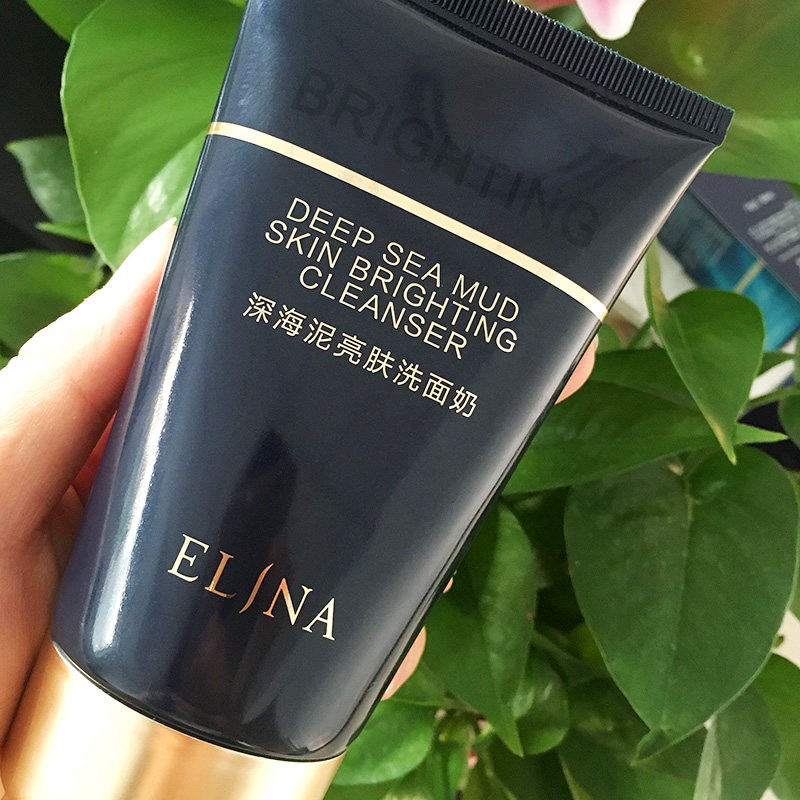 BRIGHTING
DEEP SEA MUD
SKIN BRIGHTING
CLEANSER
深海泥亮肤洗面奶
ELINA